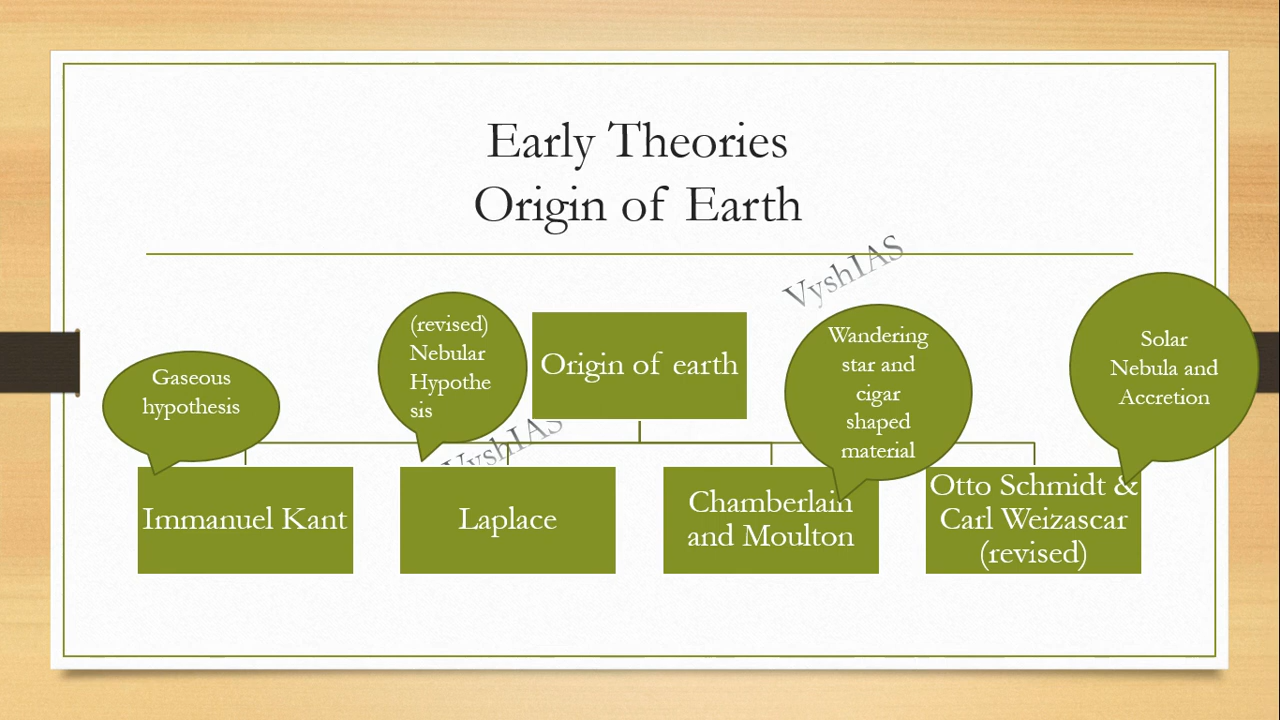 Early Theories
Origin of Earth
VyshIAS
Gaseous
hypothesis
(revised)
Nebular
Hypothe
sis
Origin of earth
Wandering
star and
cigar
shaped
material
Solar
Nebula and
Accretion
VyshIAS
Immanuel Kant
Laplace
Chamberlain
and Moulton
Otto Schmidt &
Carl Weizascar
(revised)